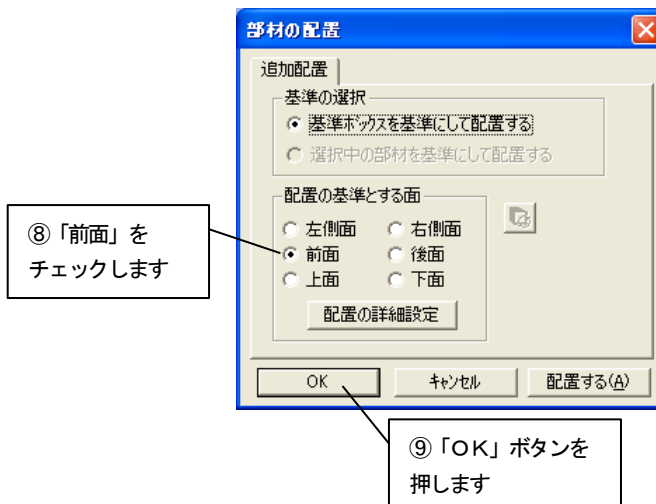 部材の配置
追加配置
基準の選択
基準ボックスを基準にして配置する
選択中の部材を基準にして配置する
配置の基準とする面
左側面 右側面
前面 後面
上面 下面
配置の詳細設定
OK キャンセル 配置する(A)
⑧「前面」を
チェックします
⑨「OK」ボタンを
押します